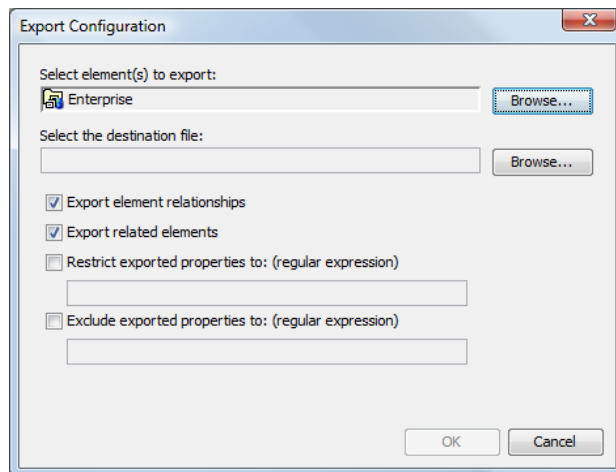 Export Configuration
Select element(s) to export:
Enterprise
Browse...
Select the destination file:
Browse...
Export element relationships
Export related elements
Restrict exported properties to: (regular expression)
Exclude exported properties to: (regular expression)
OK
Cancel